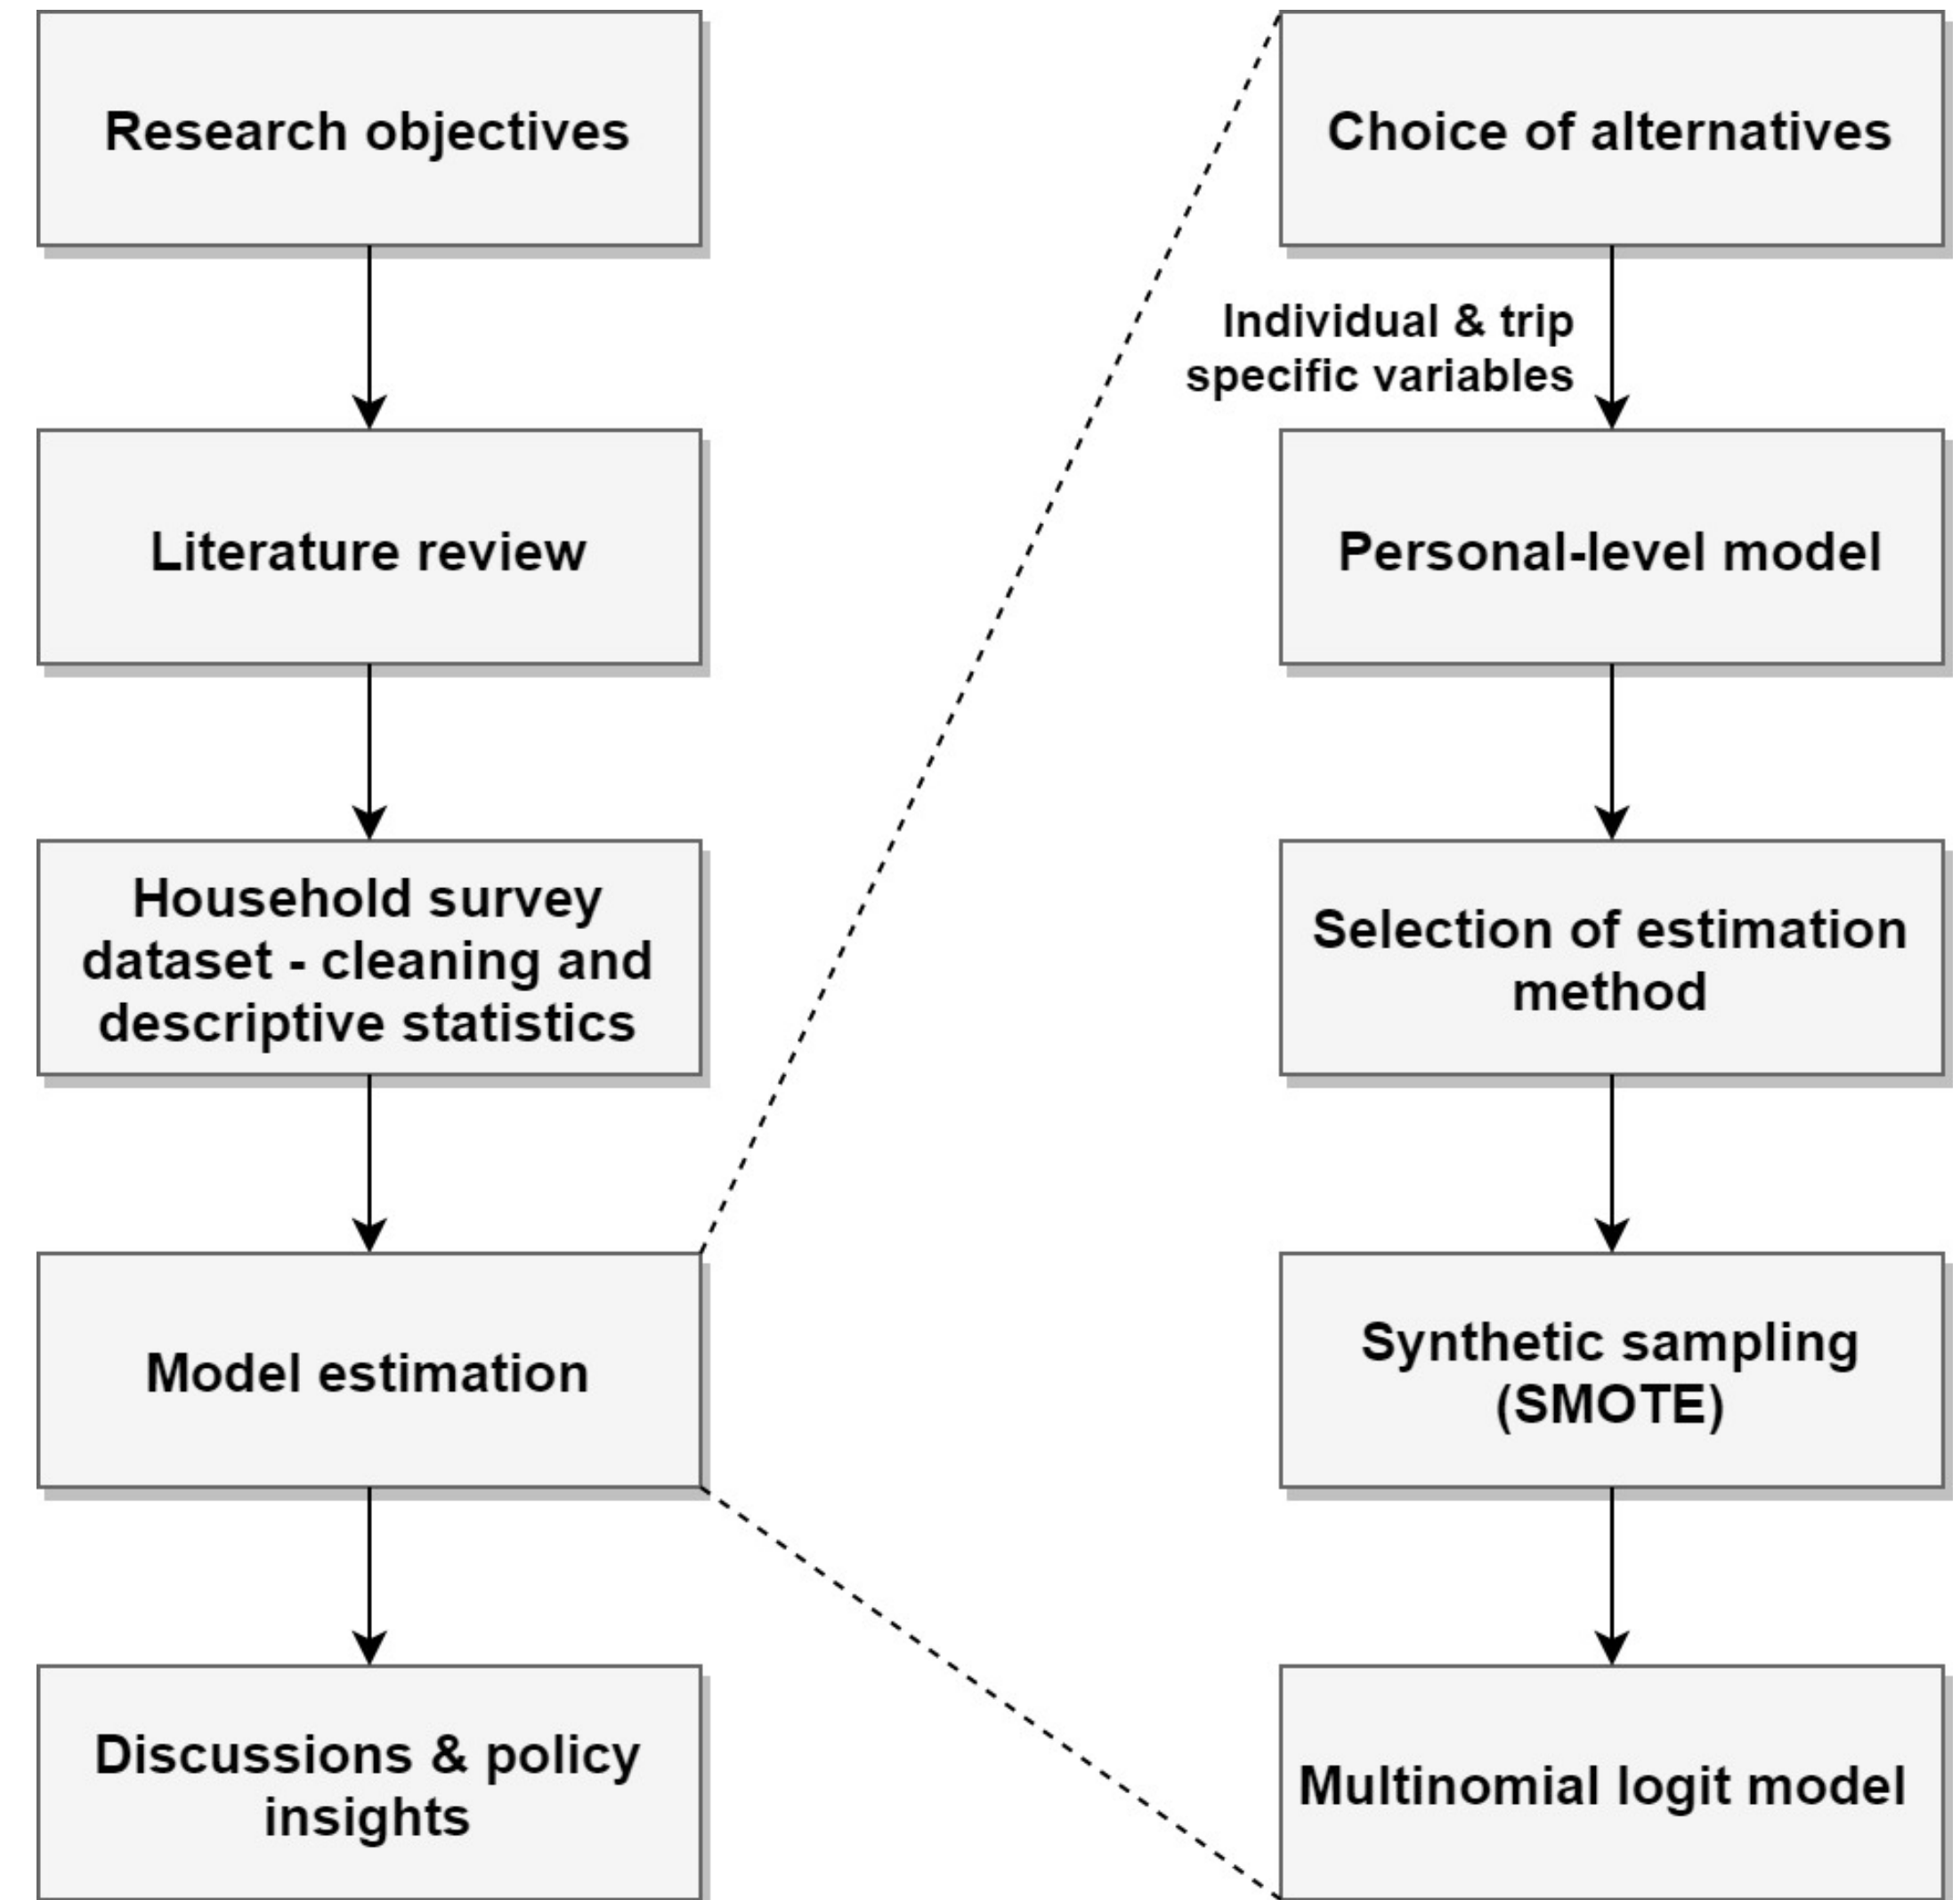 Research objectives
Literature review
Household survey
dataset - cleaning and
descriptive statistics
Model estimation
Discussions & policy
insights
Choice of alternatives
Individual & trip
specific variables
Personal-level model
Selection of estimation
method
Synthetic sampling
(SMOTE)
Multinomial logit model